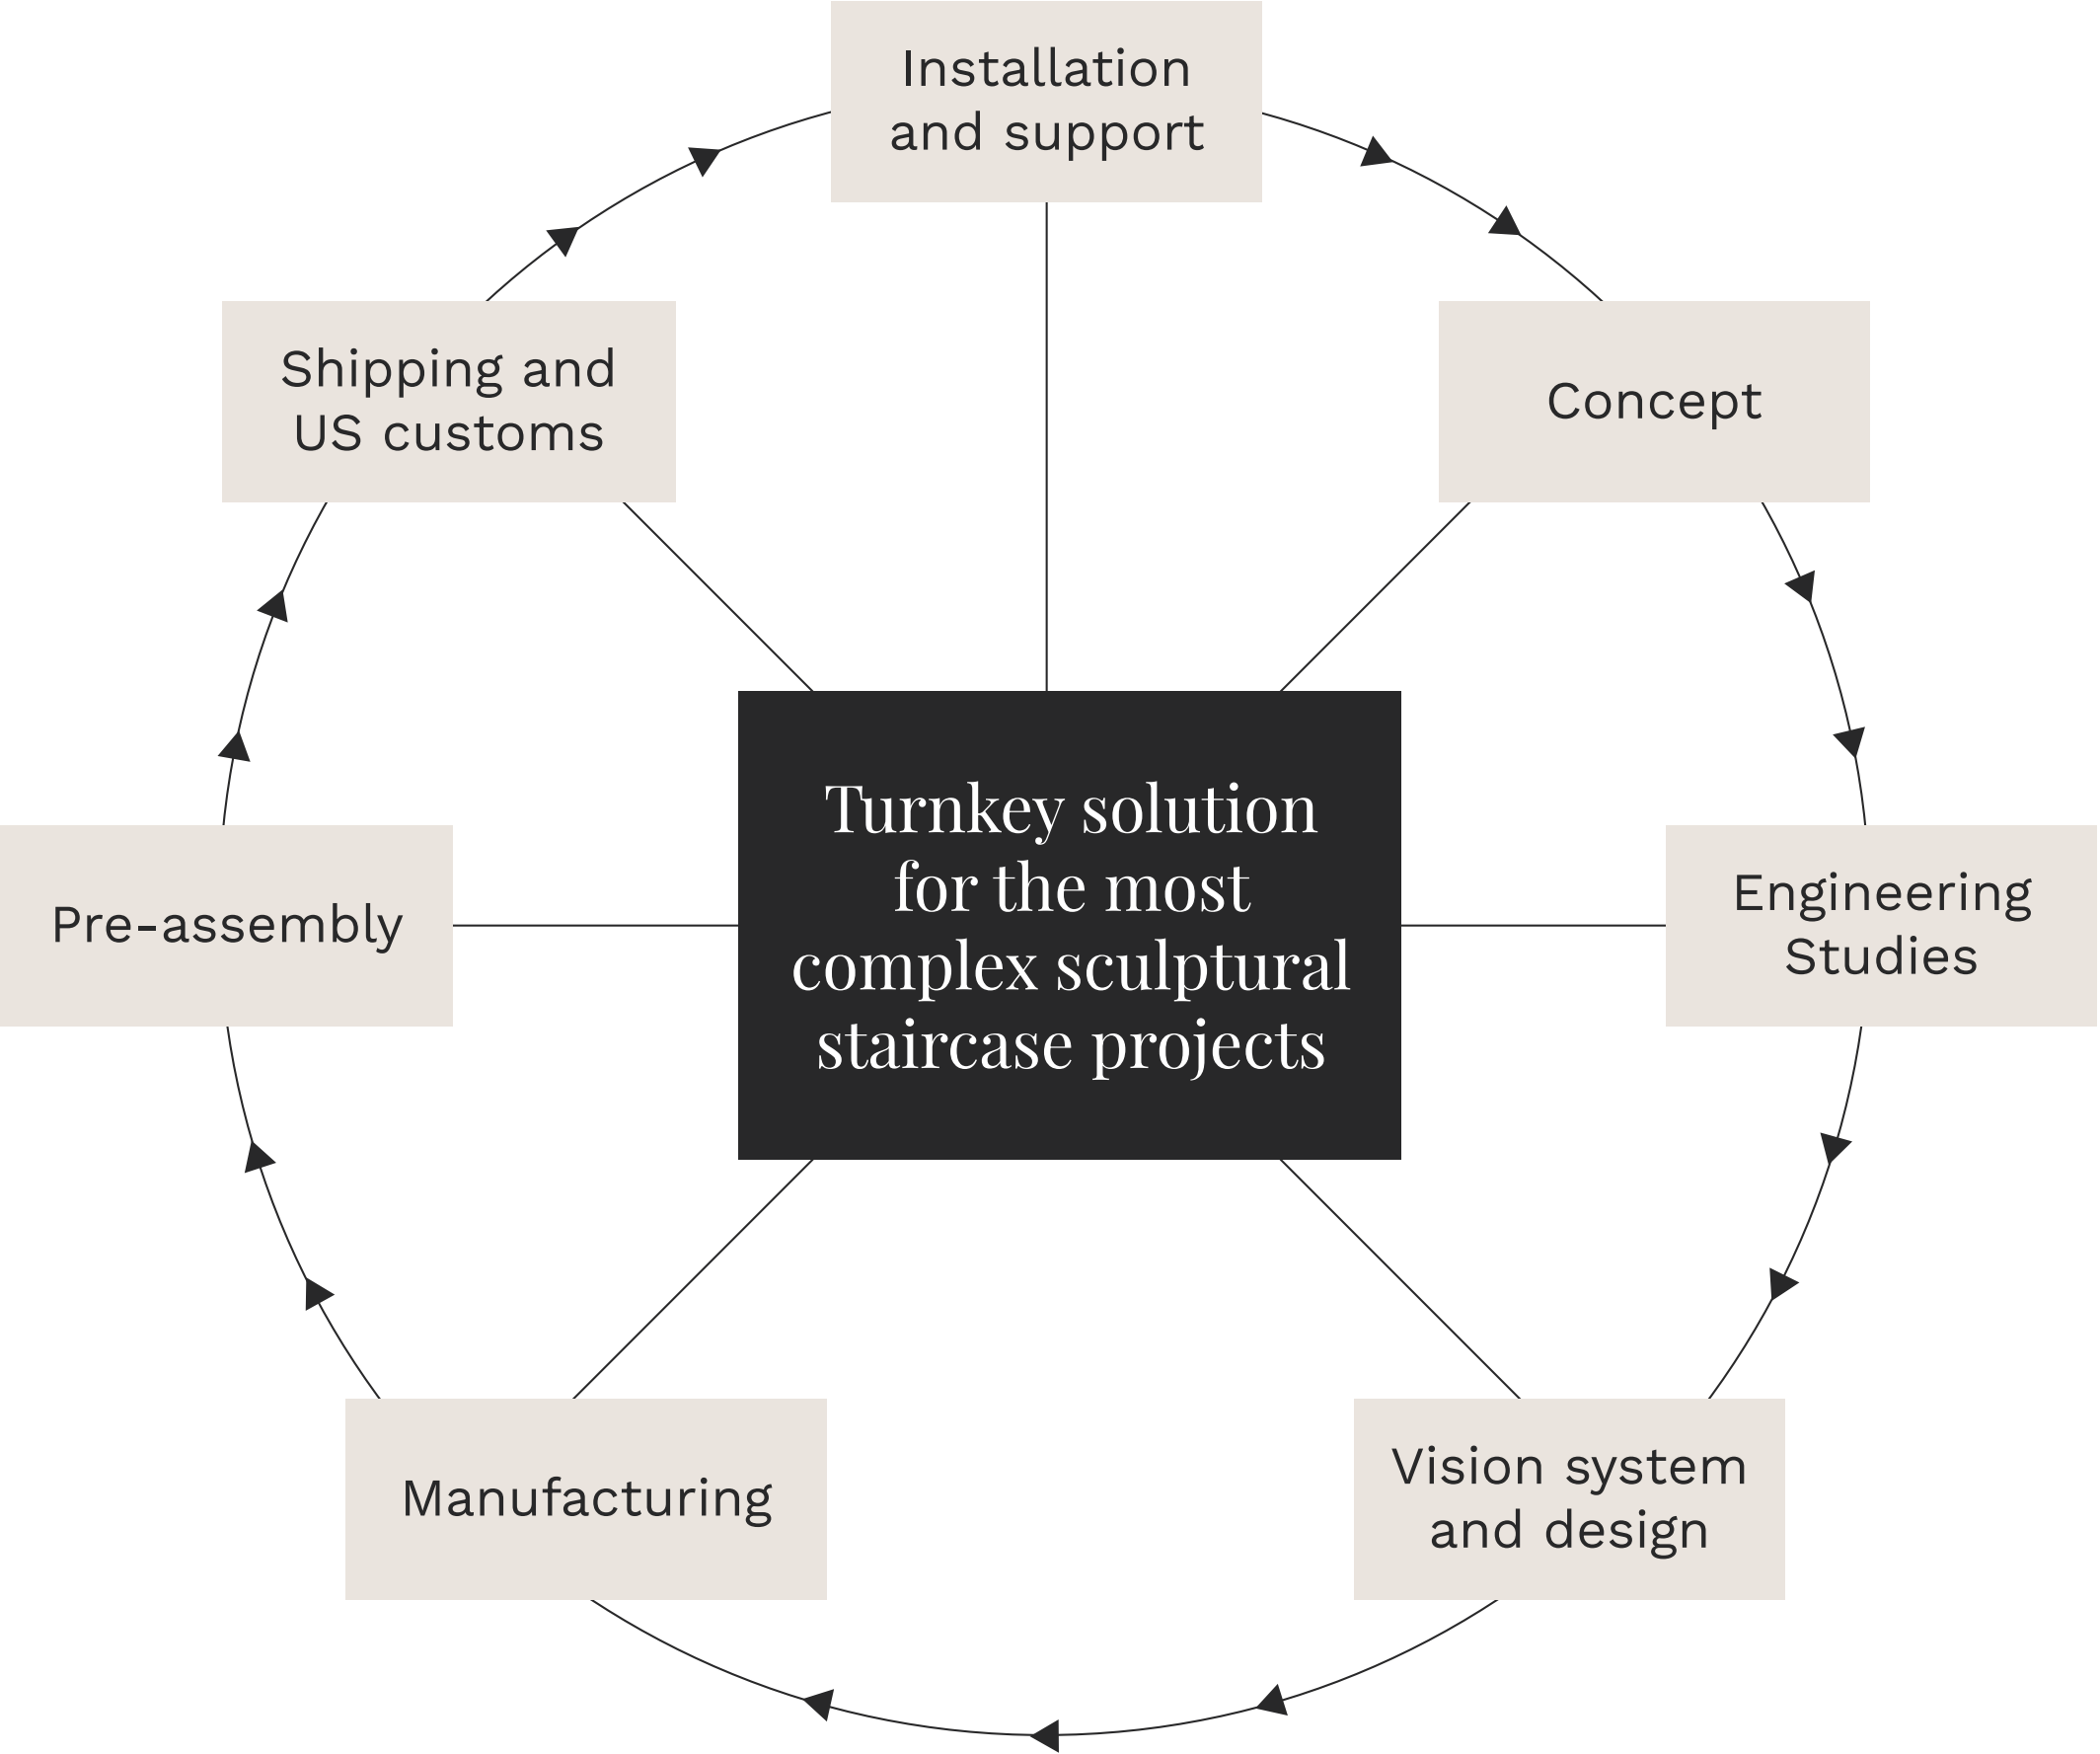 Installation
and support
Shipping and
US customs
Concept
Turnkey solution
for the most
complex sculptural
staircase projects
Pre-assembly
Engineering
Studies
Manufacturing
Vision system
and design